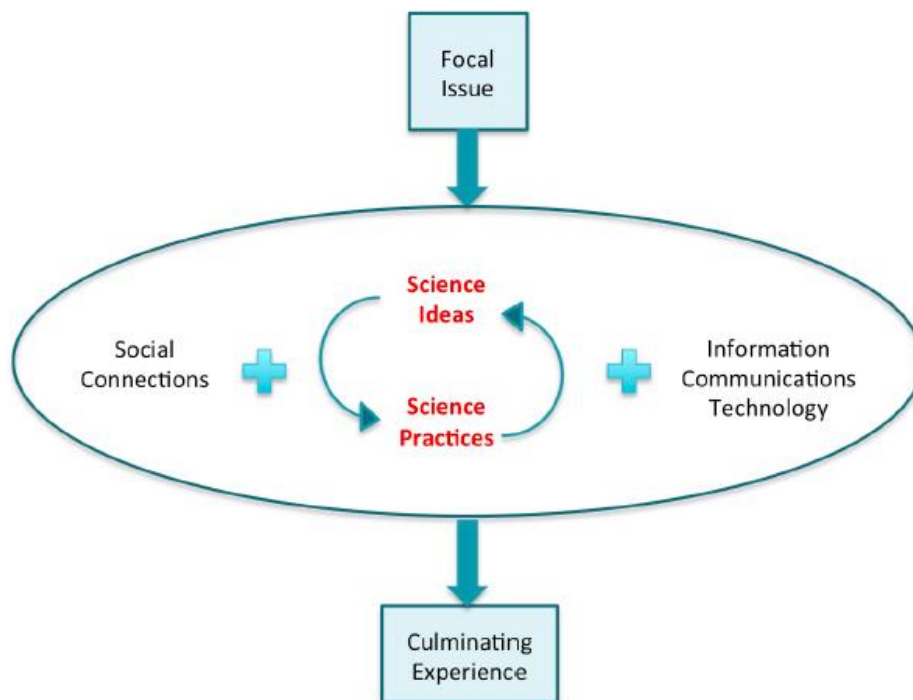 Focal
Issue
Science
Ideas
Social
Connections
Information
Communications
Technology
Science
Practices
Culminating
Experience